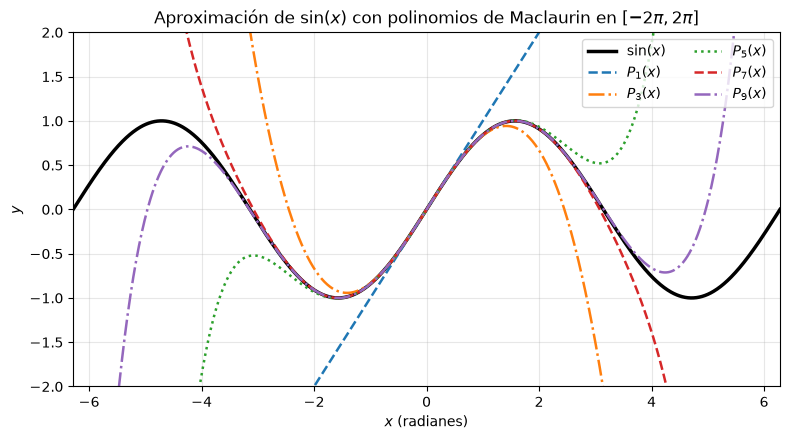 Aproximación de sin(x) con polinomios de Maclaurin en [−2π, 2π]
sin(x)
P₁(x)
P₃(x)
P₅(x)
P₇(x)
P₉(x)
y
2.0
1.5
1.0
0.5
0.0
−0.5
−1.0
−1.5
−2.0
−6 −4 −2 0 2 4 6
x (radianes)